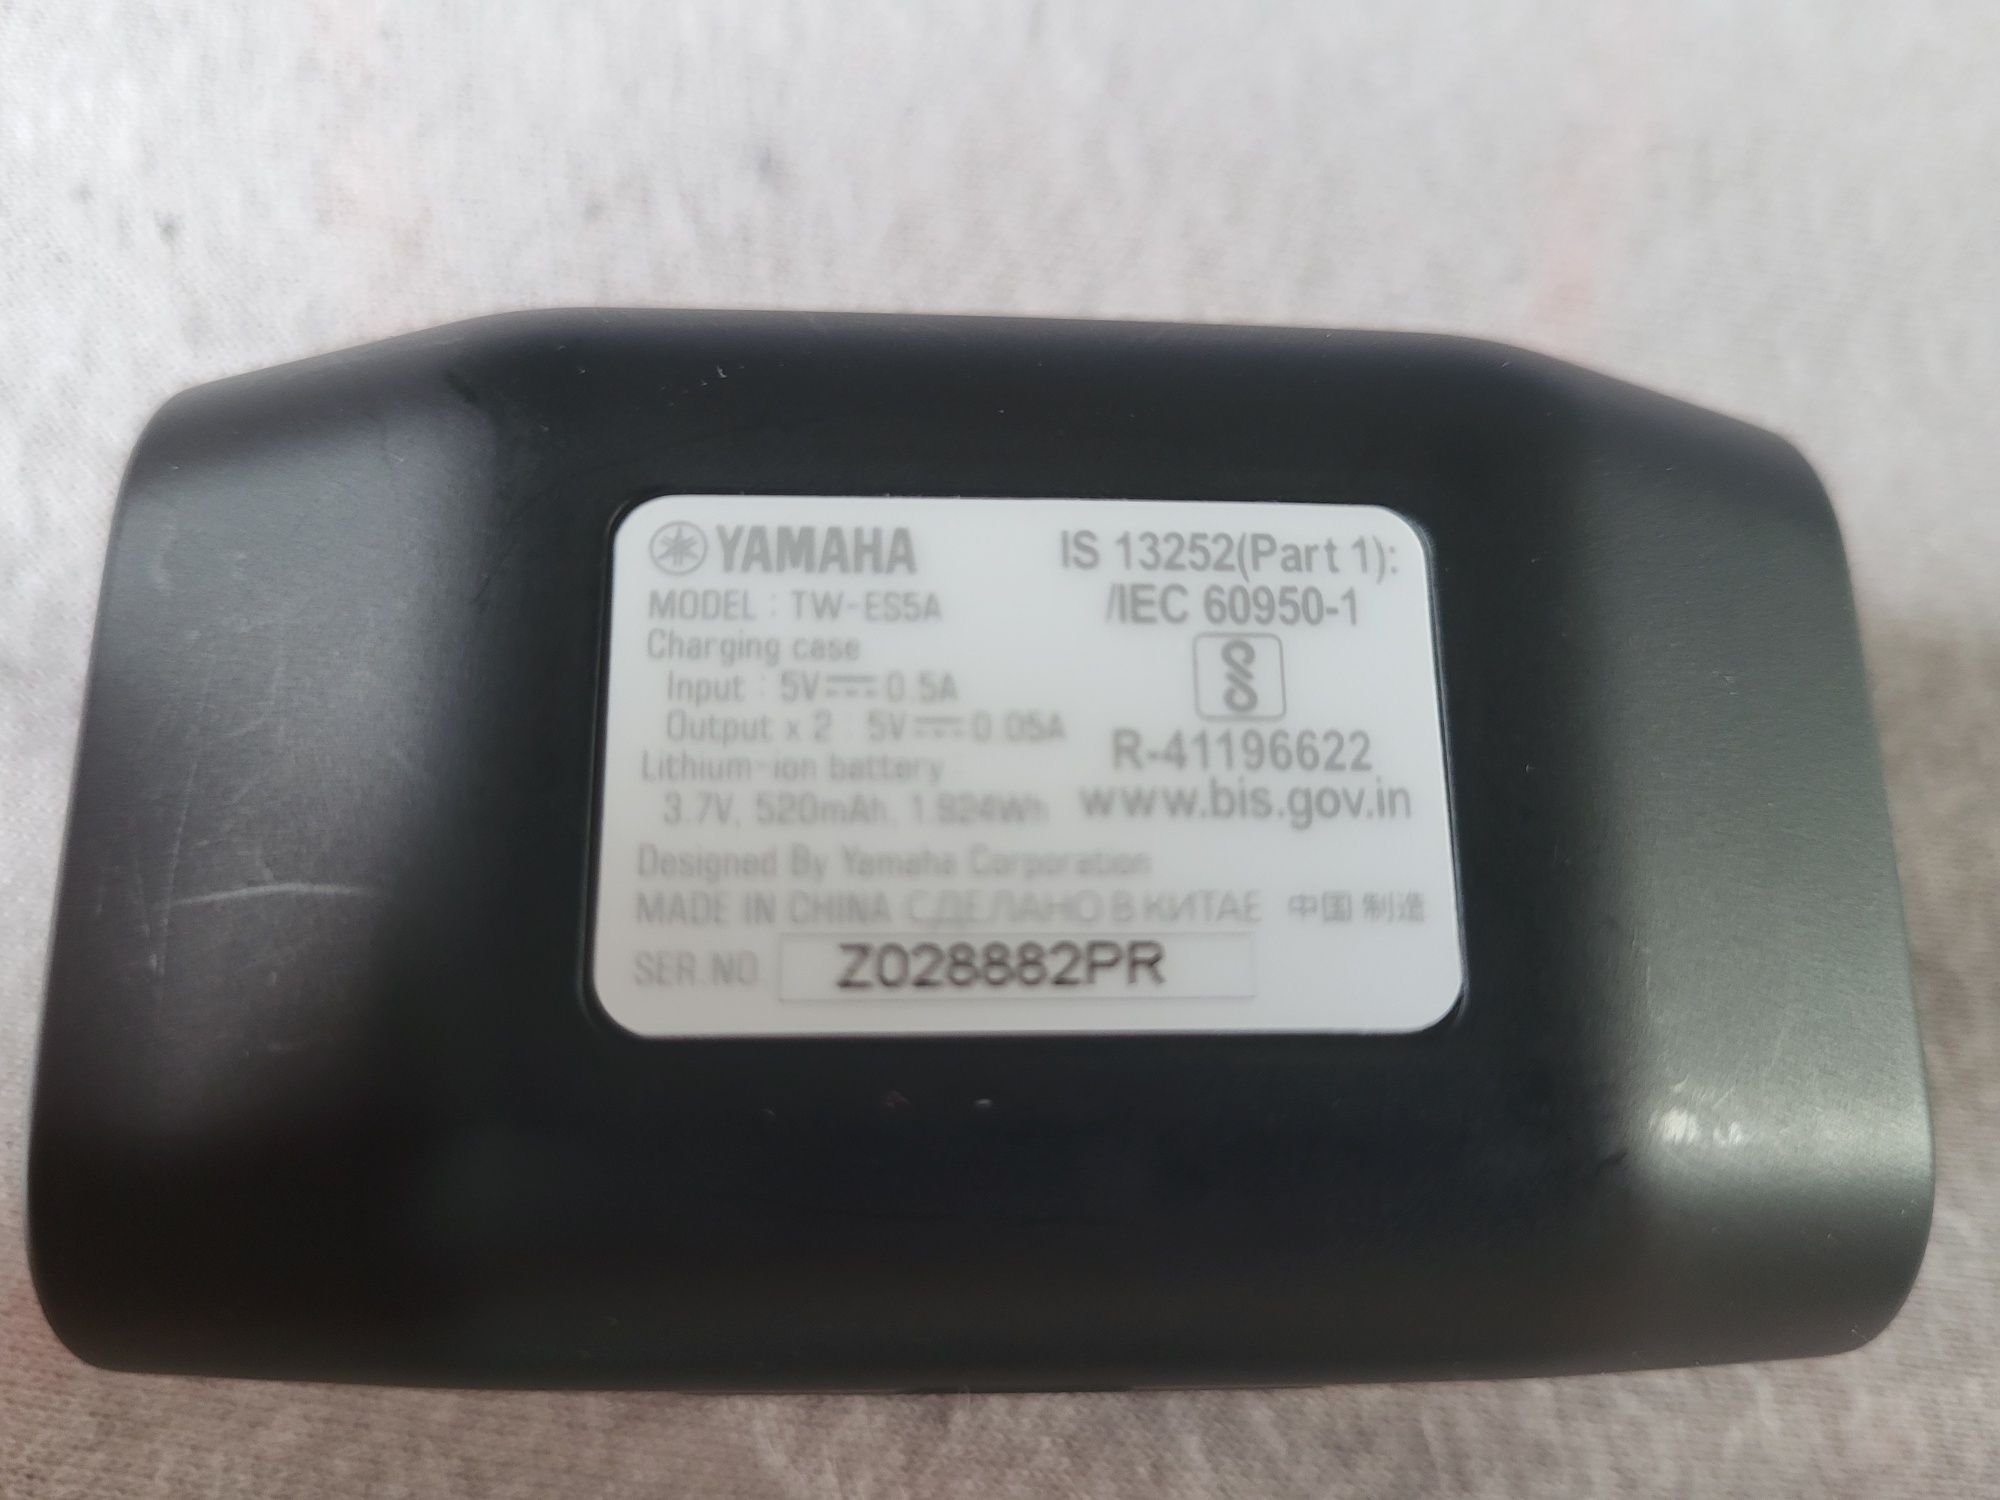 YAMAHA
MODEL : TW-ES5A
Charging case
Input : 5V⎓0.5A
Output x 2 : 5V⎓0.05A
Lithium-ion battery
3.7V, 520mAh, 1.924Wh
IS 13252(Part 1):
/IEC 60950-1
R-41196622
www.bis.gov.in
Designed By Yamaha Corporation
MADE IN CHINA СДЕЛАНО В КИТАЕ 中国制造
SER.NO. Z028882PR